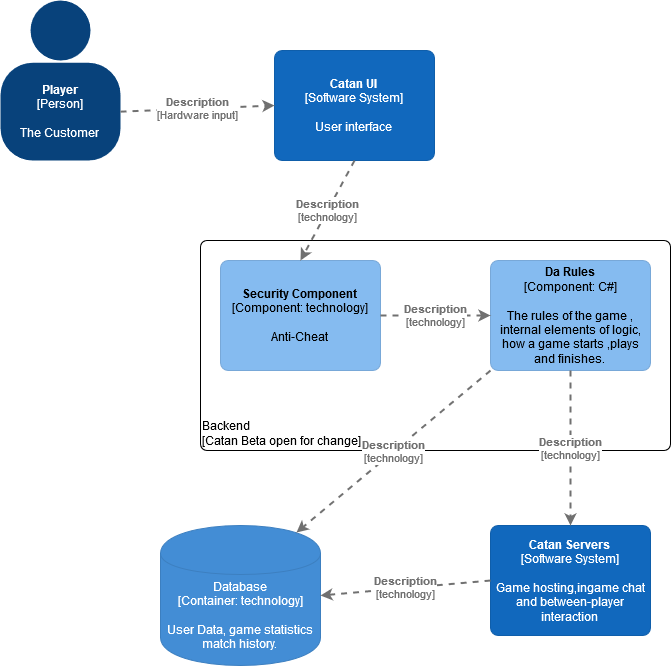 Player
[Person]
The Customer
Description
[Hardware input]
Catan UI
[Software System]
User interface
Description
[technology]
Security Component
[Component: technology]
Anti-Cheat
Description
[technology]
Da Rules
[Component: C#]
The rules of the game ,
internal elements of logic,
how a game starts ,plays
and finishes.
Backend
[Catan Beta open for change]
Description
[technology]
Description
[technology]
Database
[Container: technology]
User Data, game statistics
match history.
Description
[technology]
Catan Servers
[Software System]
Game hosting,ingame chat
and between-player
interaction